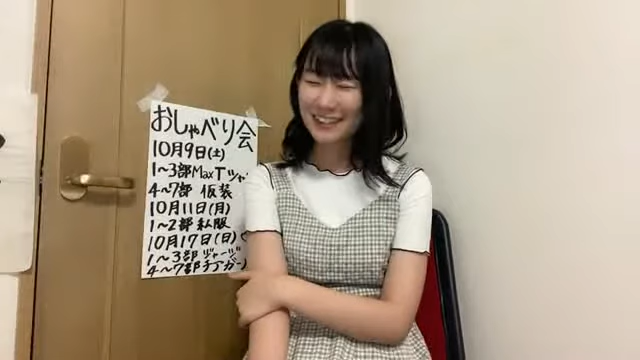 おしゃべり会
10月9日(土)
1~3部MaxTシャ
4~7部 仮装
10月11日(月)
1~2部 私服
10月17日(日)
1~3部 ジャージ
4~7部チアガー